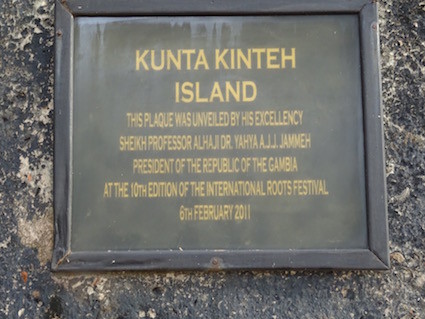 KUNTA KINTEH
ISLAND
THIS PLAQUE WAS UNVEILED BY HIS EXCELLENCY
SHEIKH PROFESSOR ALHAJI DR. YAHYA A.J.J. JAMMEH
PRESIDENT OF THE REPUBLIC OF THE GAMBIA
AT THE 10TH EDITION OF THE INTERNATIONAL ROOTS FESTIVAL
6TH FEBRUARY 2011